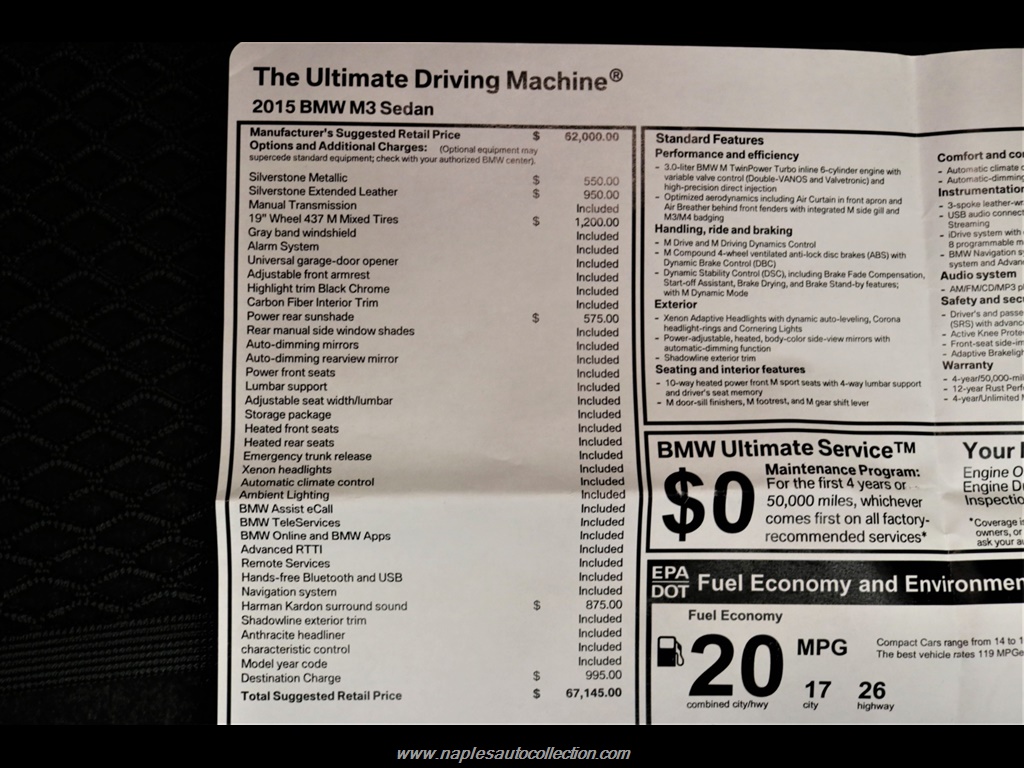 The Ultimate Driving Machine®
2015 BMW M3 Sedan
Manufacturer's Suggested Retail Price $ 62,000.00
Options and Additional Charges: (Optional equipment may
supercede standard equipment; check with your authorized BMW center).
Silverstone Metallic $ 550.00
Silverstone Extended Leather $ 950.00
Manual Transmission Included
19" Wheel 437 M Mixed Tires $ 1,200.00
Gray band windshield Included
Alarm System Included
Universal garage-door opener Included
Adjustable front armrest Included
Highlight trim Black Chrome Included
Carbon Fiber Interior Trim Included
Power rear sunshade $ 575.00
Rear manual side window shades Included
Auto-dimming mirrors Included
Auto-dimming rearview mirror Included
Power front seats Included
Lumbar support Included
Adjustable seat width/lumbar Included
Storage package Included
Heated front seats Included
Heated rear seats Included
Emergency trunk release Included
Xenon headlights Included
Automatic climate control Included
Ambient Lighting Included
BMW Assist eCall Included
BMW TeleServices Included
BMW Online and BMW Apps Included
Advanced RTTI Included
Remote Services Included
Hands-free Bluetooth and USB Included
Navigation system Included
Harman Kardon surround sound $ 875.00
Shadowline exterior trim Included
Anthracite headliner Included
characteristic control Included
Model year code Included
Destination Charge $ 995.00
Total Suggested Retail Price $ 67,145.00
Standard Features
Performance and efficiency
- 3.0-liter BMW M TwinPower Turbo inline 6-cylinder engine with
variable valve control (Double-VANOS and Valvetronic) and
high-precision direct injection
- Optimized aerodynamics including Air Curtain in front apron and
Air Breather behind front fenders with integrated M side gill and
M3/M4 badging
Handling, ride and braking
- M Drive and M Driving Dynamics Control
- M Compound 4-wheel ventilated anti-lock disc brakes (ABS) with
Dynamic Brake Control (DBC)
- Dynamic Stability Control (DSC), including Brake Fade Compensation,
Start-off Assistant, Brake Drying, and Brake Stand-by features;
with M Dynamic Mode
Exterior
- Xenon Adaptive Headlights with dynamic auto-leveling, Corona
headlight-rings and Cornering Lights
- Power-adjustable, heated, body-color side-view mirrors with
automatic-dimming function
- Shadowline exterior trim
Seating and interior features
- 10-way heated power front M sport seats with 4-way lumbar support
and driver's seat memory
- M door-sill finishers, M footrest, and M gear shift lever
Comfort and co
- Automatic climate c
- Automatic-dimming
Instrumentation
- 3-spoke leather-wr
- USB audio connect
Streaming
- iDrive system with
8 programmable m
- BMW Navigation s
system and Advan
Audio system
- AM/FM/CD/MP3 pl
Safety and secu
- Driver's and passe
(SRS) with advanc
- Active Knee Prote
- Front-seat side-im
- Adaptive Brakeligh
Warranty
- 4-year/50,000-mil
- 12-year Rust Perf
- 4-year/Unlimited
BMW Ultimate Service™
$0
Maintenance Program:
For the first 4 years or
50,000 miles, whichever
comes first on all factory-
recommended services*
Your
Engine O
Engine D
Inspectio
*Coverage i
owners, or
ask your a
EPA
DOT
Fuel Economy and Environmen
Fuel Economy
20 MPG
combined city/hwy
17
city
26
highway
Compact Cars range from 14 to 1
The best vehicle rates 119 MPGe
www.naplesautocollection.com